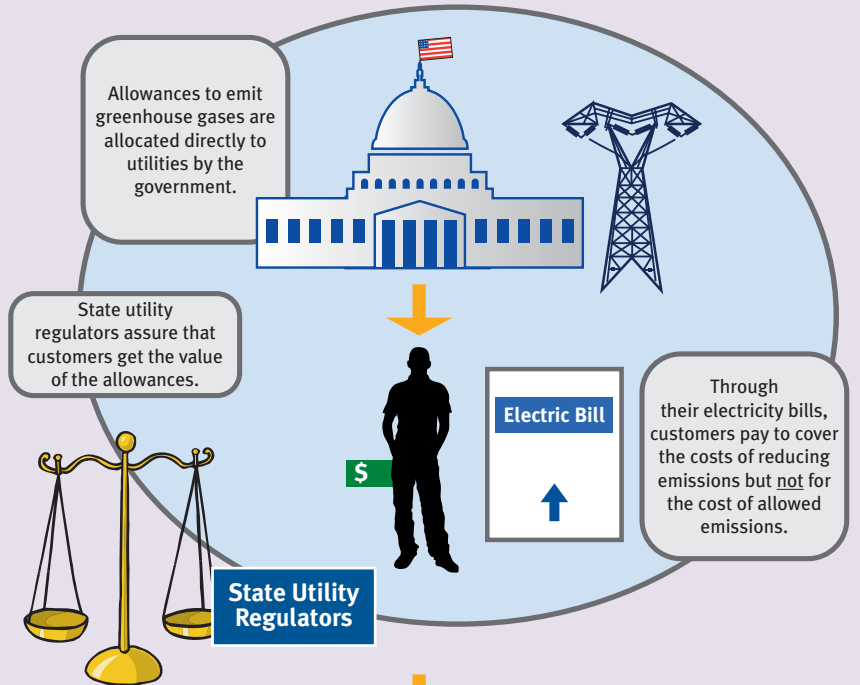 Allowances to emit
greenhouse gases are
allocated directly to
utilities by the
government.
State utility
regulators assure that
customers get the value
of the allowances.
Electric Bill
$
Through
their electricity bills,
customers pay to cover
the costs of reducing
emissions but not for
the cost of allowed
emissions.
State Utility
Regulators